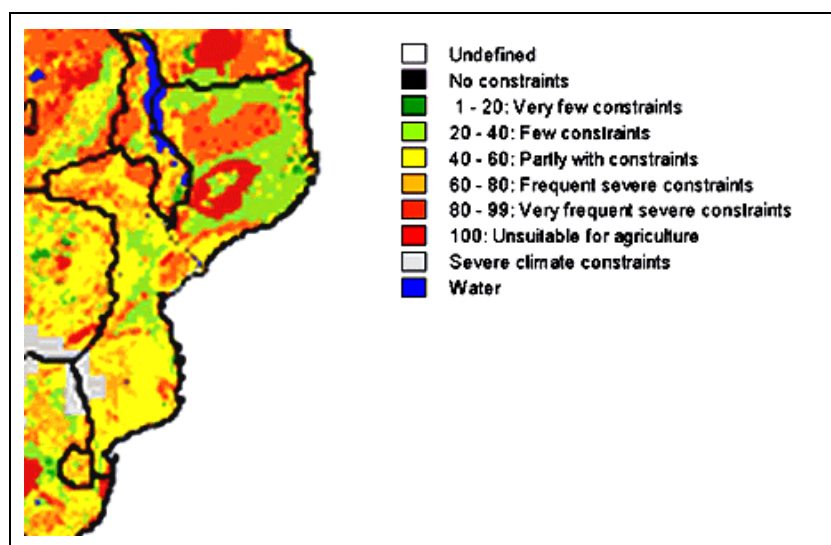 Undefined
No constraints
1 - 20: Very few constraints
20 - 40: Few constraints
40 - 60: Partly with constraints
60 - 80: Frequent severe constraints
80 - 99: Very frequent severe constraints
100: Unsuitable for agriculture
Severe climate constraints
Water